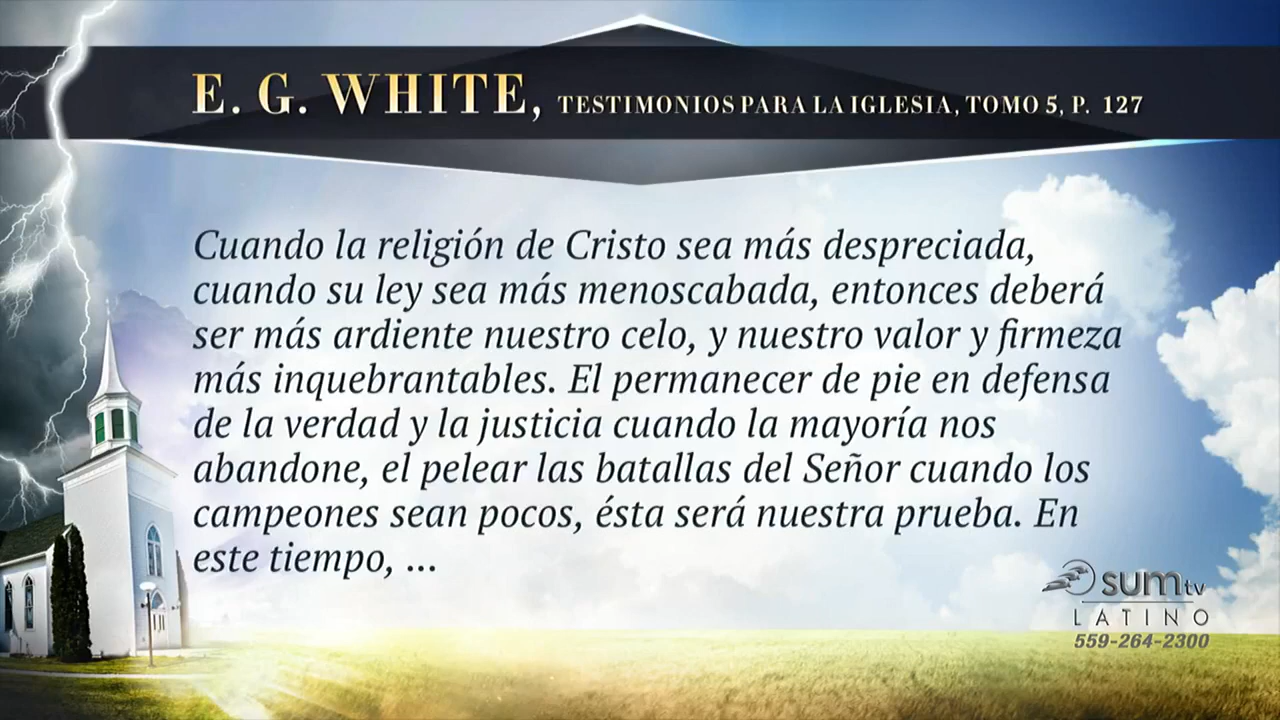 E. G. WHITE, TESTIMONIOS PARA LA IGLESIA, TOMO 5, P. 127
Cuando la religión de Cristo sea más despreciada,
cuando su ley sea más menoscabada, entonces deberá
ser más ardiente nuestro celo, y nuestro valor y firmeza
más inquebrantables. El permanecer de pie en defensa
de la verdad y la justicia cuando la mayoría nos
abandone, el pelear las batallas del Señor cuando los
campeones sean pocos, ésta será nuestra prueba. En
este tiempo, ...
sumtv
LATINO
559-264-2300